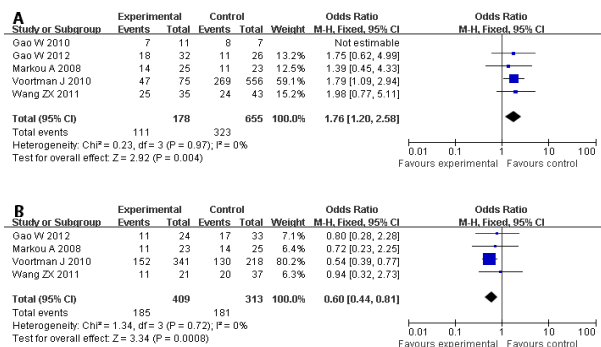 A
Experimental Control Odds Ratio Odds Ratio
Study or Subgroup Events Total Events Total Weight M-H, Fixed, 95% CI M-H, Fixed, 95% CI
Gao W 2010 7 11 8 7 Not estimable
Gao W 2012 18 32 11 26 13.2% 1.75 [0.62, 4.99]
Markou A 2008 14 25 11 23 12.5% 1.39 [0.45, 4.33]
Voortman J 2010 47 75 269 556 59.1% 1.79 [1.09, 2.94]
Wang ZX 2011 25 35 24 43 15.2% 1.98 [0.77, 5.11]
Total (95% CI) 178 655 100.0% 1.76 [1.20, 2.58]
Total events 111 323
Heterogeneity: Chi² = 0.23, df = 3 (P = 0.97); I² = 0%
Test for overall effect: Z = 2.92 (P = 0.004)
0.01 0.1 1 10 100
Favours experimental Favours control
B
Experimental Control Odds Ratio Odds Ratio
Study or Subgroup Events Total Events Total Weight M-H, Fixed, 95% CI M-H, Fixed, 95% CI
Gao W 2012 11 24 17 33 7.1% 0.80 [0.28, 2.28]
Markou A 2008 11 23 14 25 6.4% 0.72 [0.23, 2.25]
Voortman J 2010 152 341 130 218 80.2% 0.54 [0.39, 0.77]
Wang ZX 2011 11 21 20 37 6.3% 0.94 [0.32, 2.73]
Total (95% CI) 409 313 100.0% 0.60 [0.44, 0.81]
Total events 185 181
Heterogeneity: Chi² = 1.34, df = 3 (P = 0.72); I² = 0%
Test for overall effect: Z = 3.34 (P = 0.0008)
0.01 0.1 1 10 100
Favours experimental Favours control